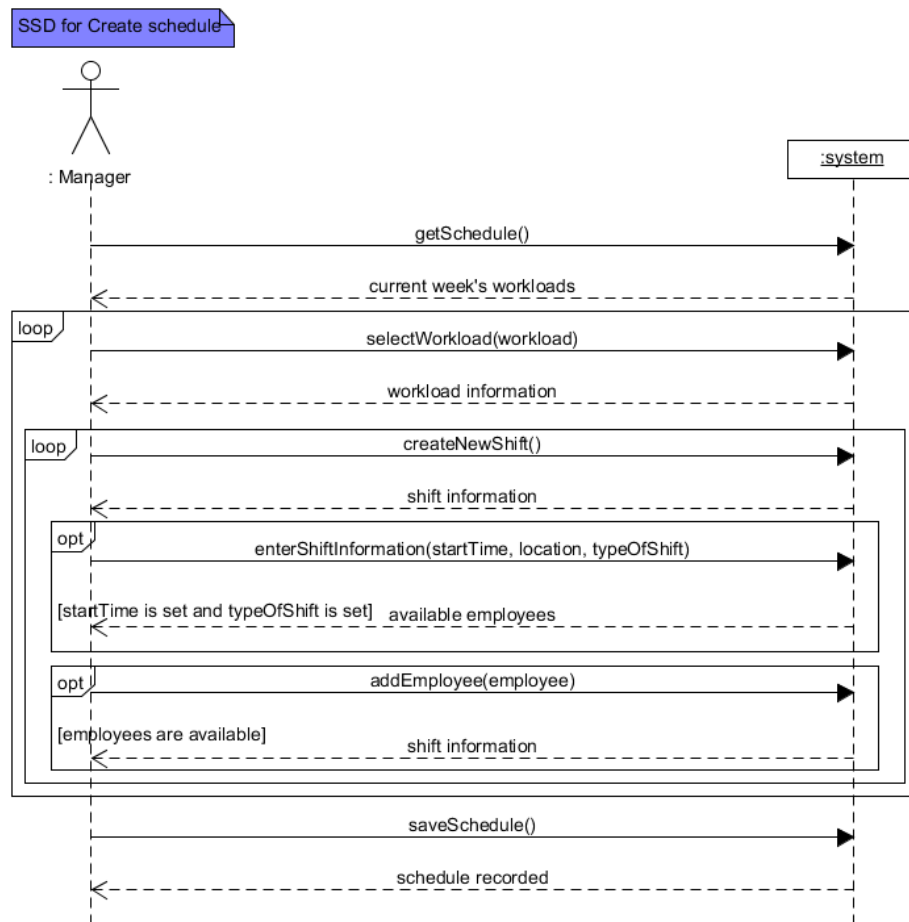 SSD for Create schedule
: Manager
:system
getSchedule()
current week's workloads
loop
selectWorkload(workload)
workload information
loop
createNewShift()
shift information
opt
enterShiftInformation(startTime, location, typeOfShift)
[startTime is set and typeOfShift is set]
available employees
opt
addEmployee(employee)
[employees are available]
shift information
saveSchedule()
schedule recorded